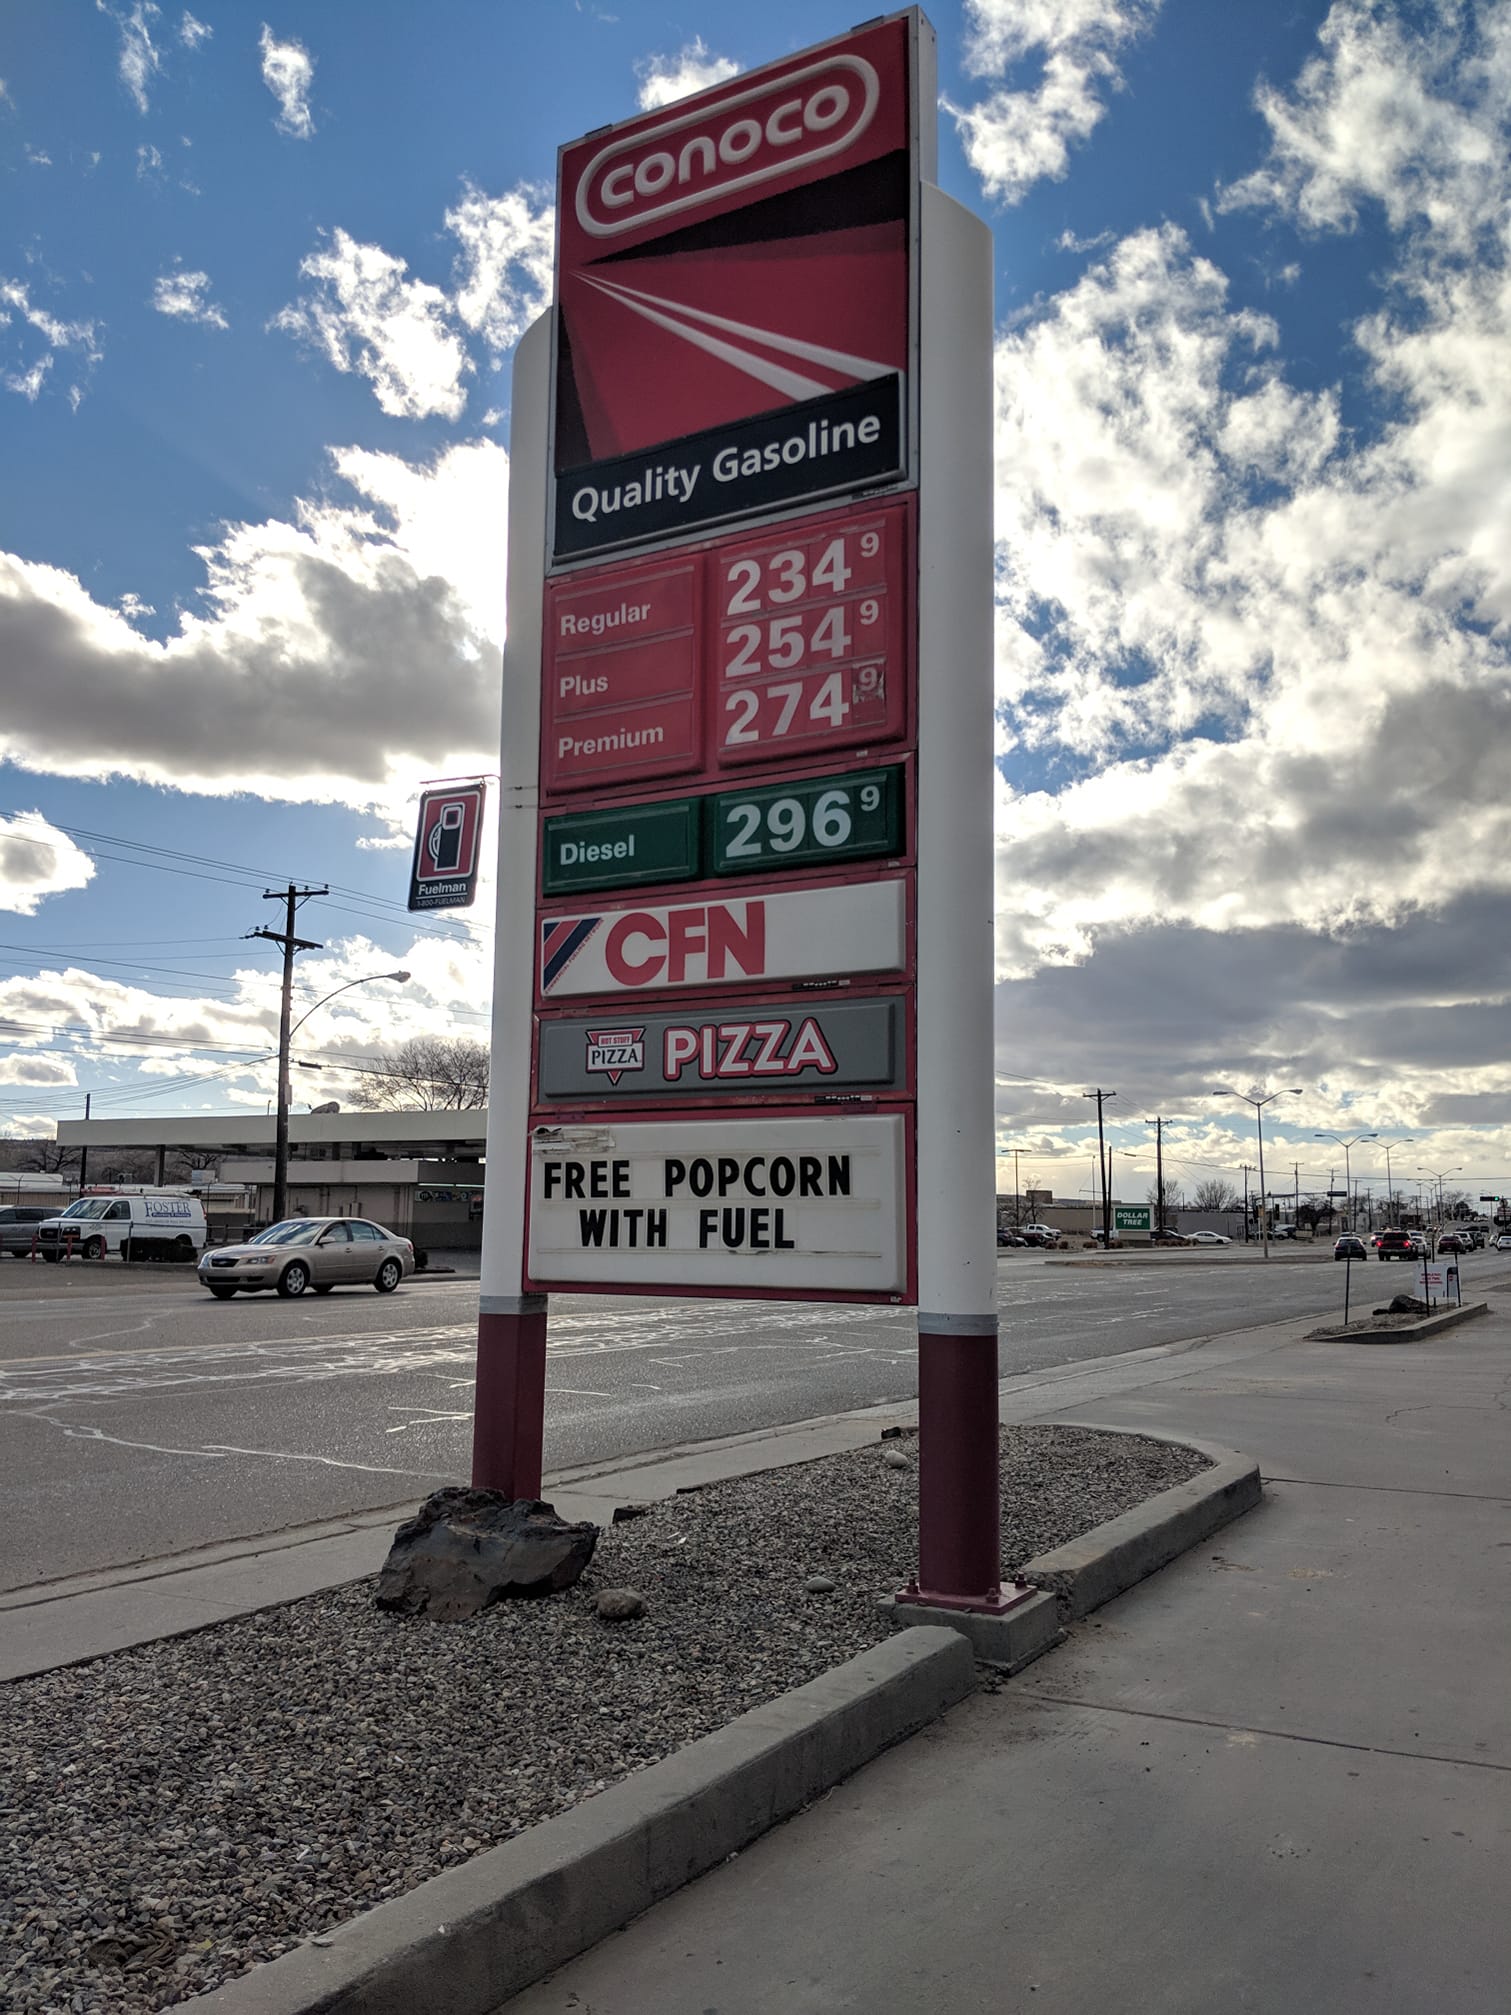 conoco
Quality Gasoline
Regular 234 9
Plus 254 9
Premium 274 9
Diesel 296 9
Fuelman
1-800-FUELMAN
CFN
HOT STUFF
PIZZA
PIZZA
FREE POPCORN
WITH FUEL
FOSTER
DOLLAR
TREE